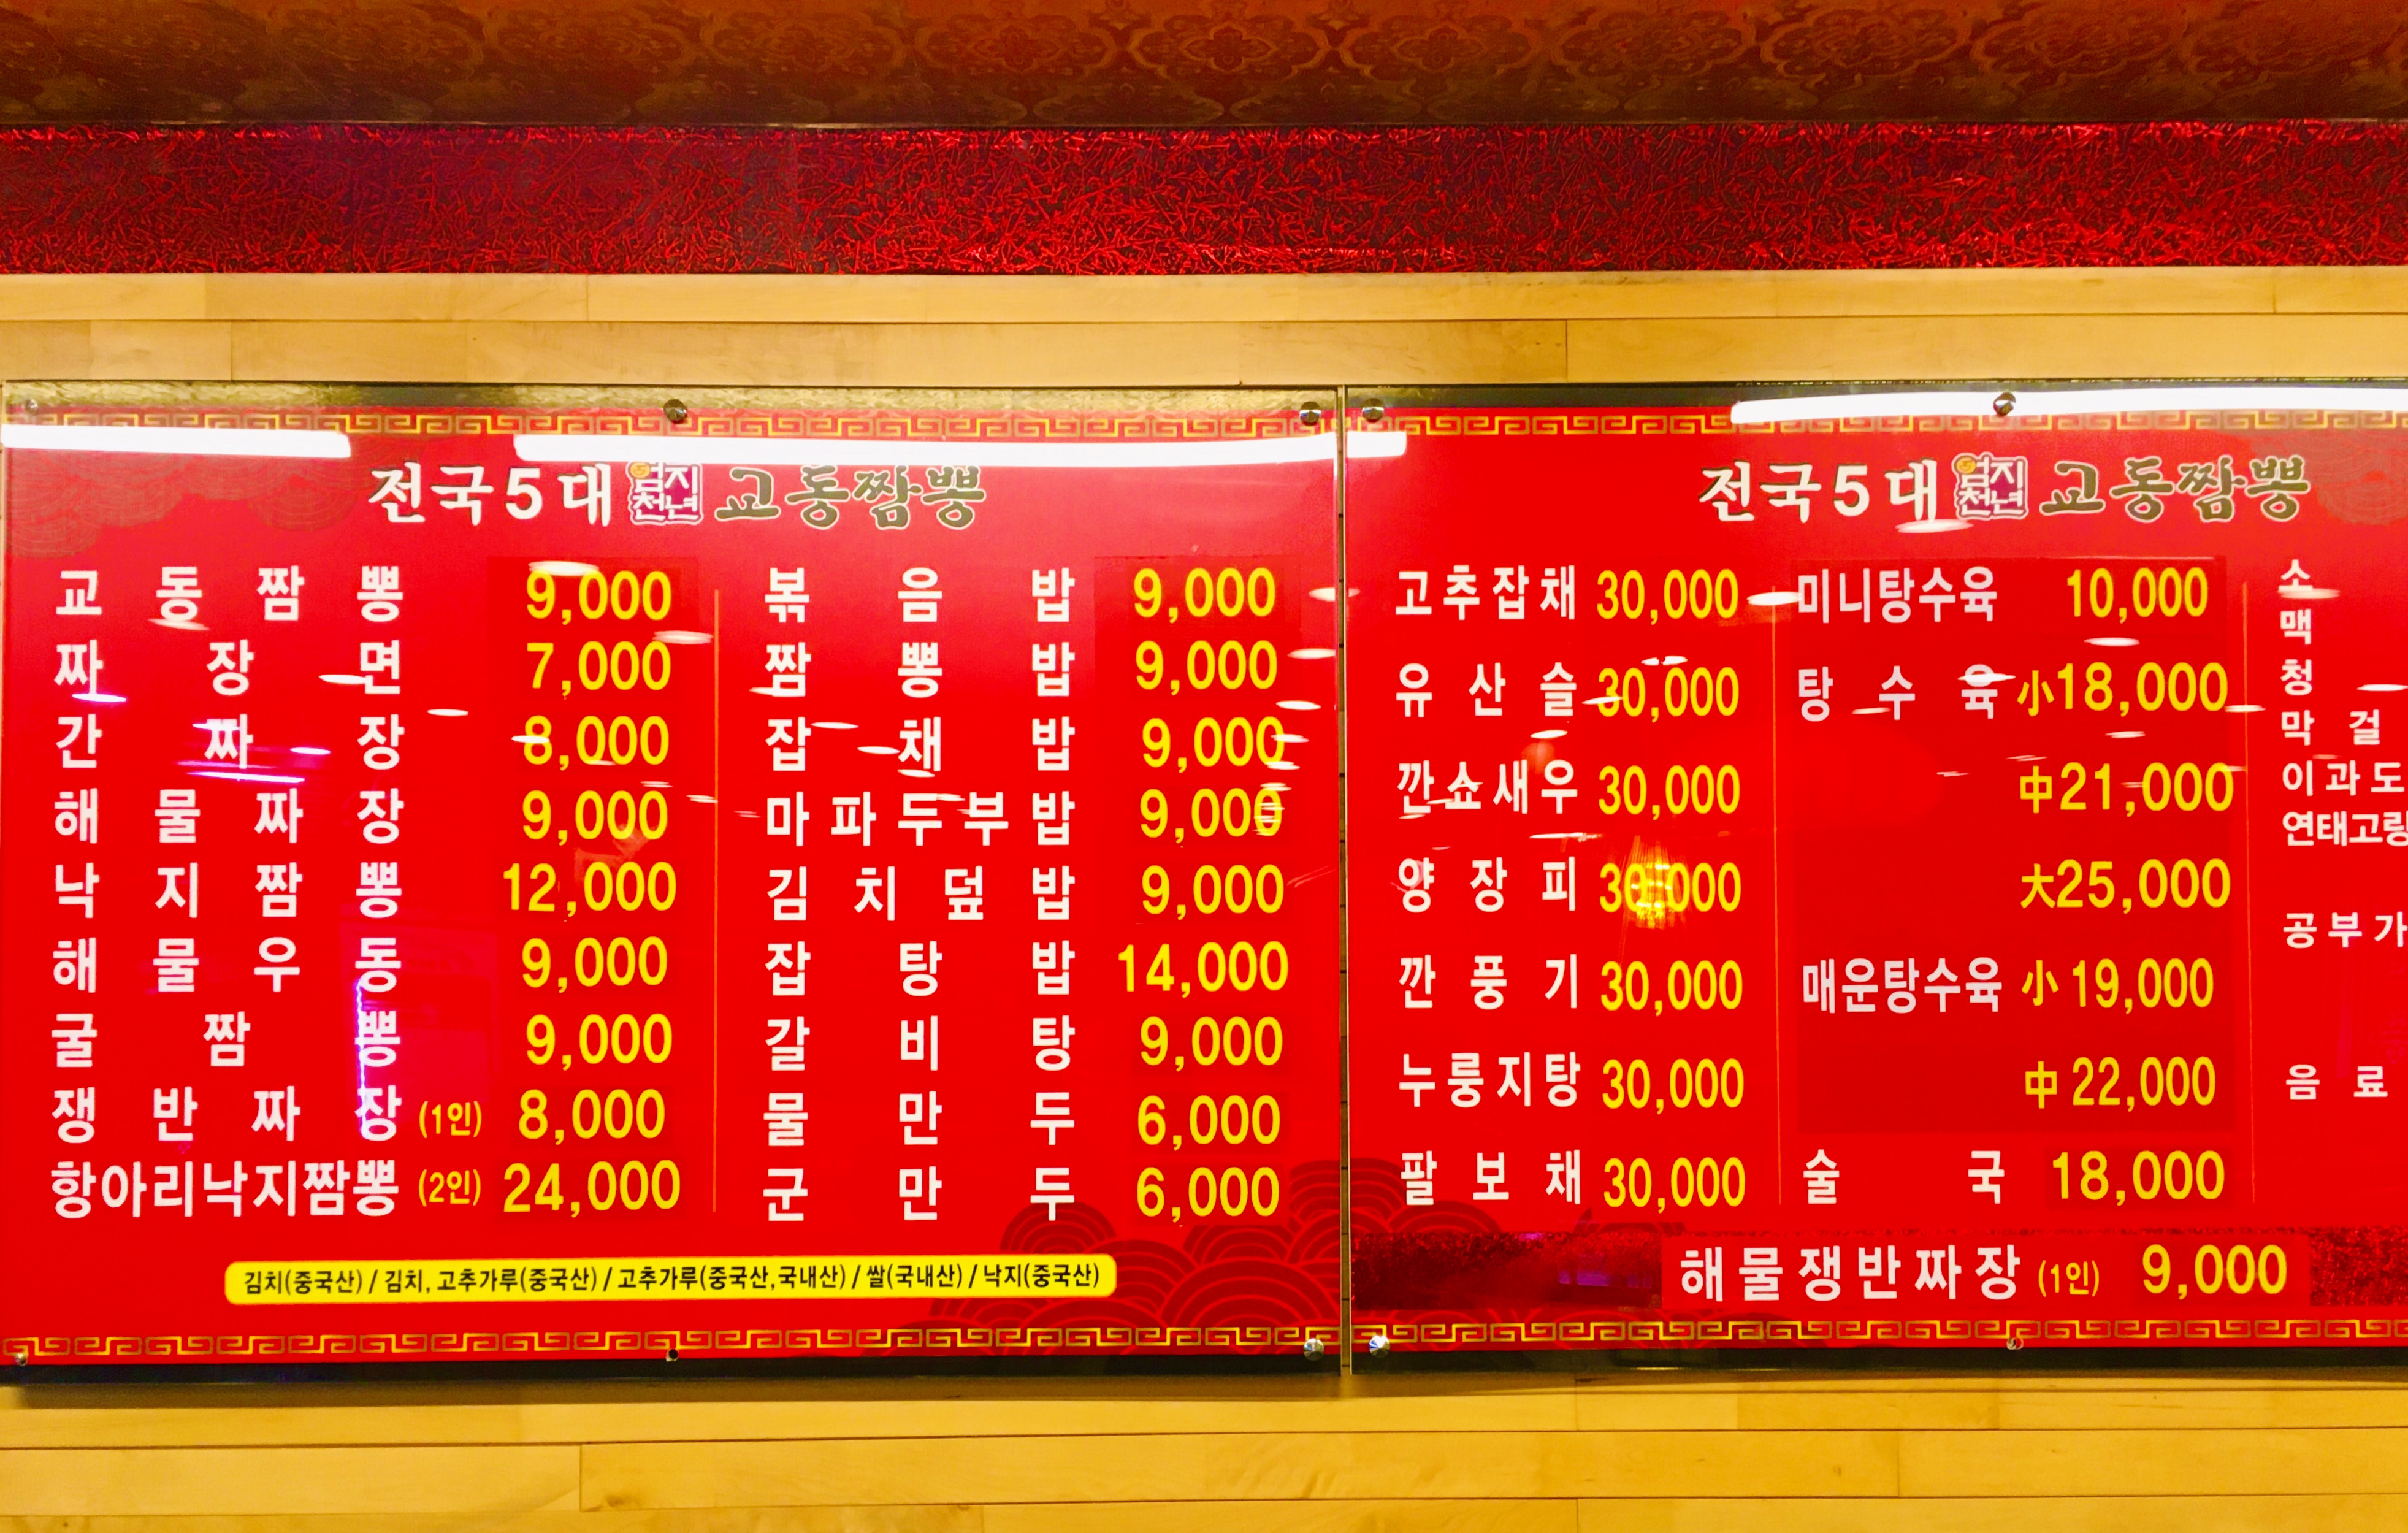 전국5대 엄지천년 교동짬뽕
교동짬뽕 9,000
짜장면 7,000
간짜장 8,000
해물짜장 9,000
낙지짬뽕 12,000
해물우동 9,000
굴짬뽕 9,000
쟁반짜장 (1인) 8,000
항아리낙지짬뽕 (2인) 24,000
볶음밥 9,000
짬뽕밥 9,000
잡채밥 9,000
마파두부밥 9,000
김치덮밥 9,000
잡탕밥 14,000
갈비탕 9,000
물만두 6,000
군만두 6,000
김치(중국산) / 김치, 고추가루(중국산) / 고추가루(중국산,국내산) / 쌀(국내산) / 낙지(중국산)
전국5대 엄지천년 교동짬뽕
고추잡채 30,000
유산슬 30,000
깐쇼새우 30,000
양장피 30,000
깐풍기 30,000
누룽지탕 30,000
팔보채 30,000
미니탕수육 10,000
탕수육 小18,000
中21,000
大25,000
매운탕수육 小 19,000
中 22,000
술국 18,000
소
맥
청
막걸
이과도
연태고량
공부가
음료
해물쟁반짜장 (1인) 9,000